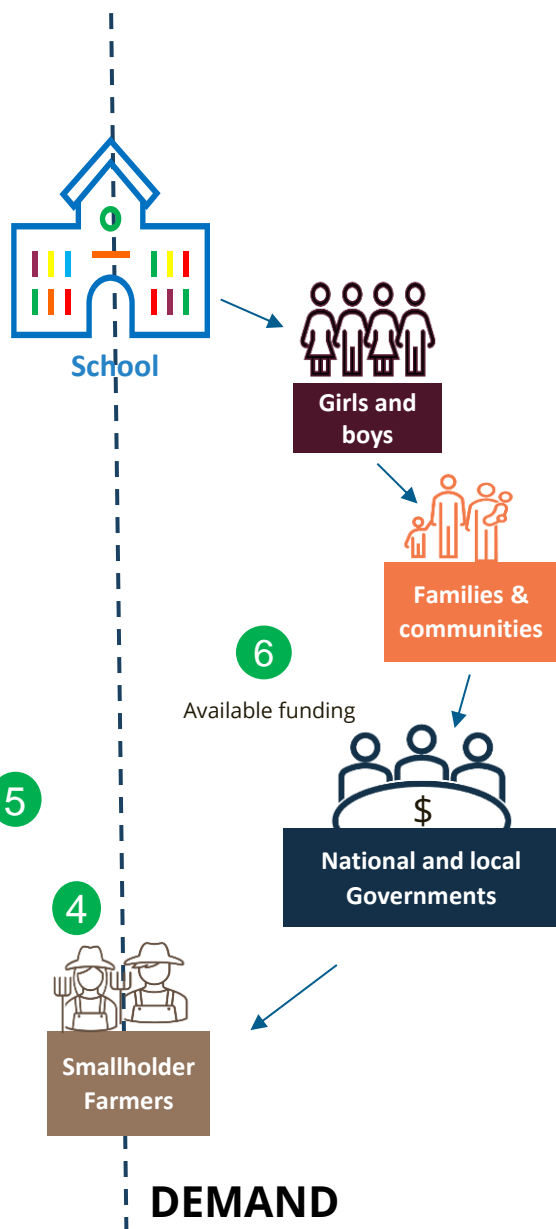 School
Girls and
boys
Families &
communities
6
Available funding
$
5
National and local
Governments
4
Smallholder
Farmers
DEMAND